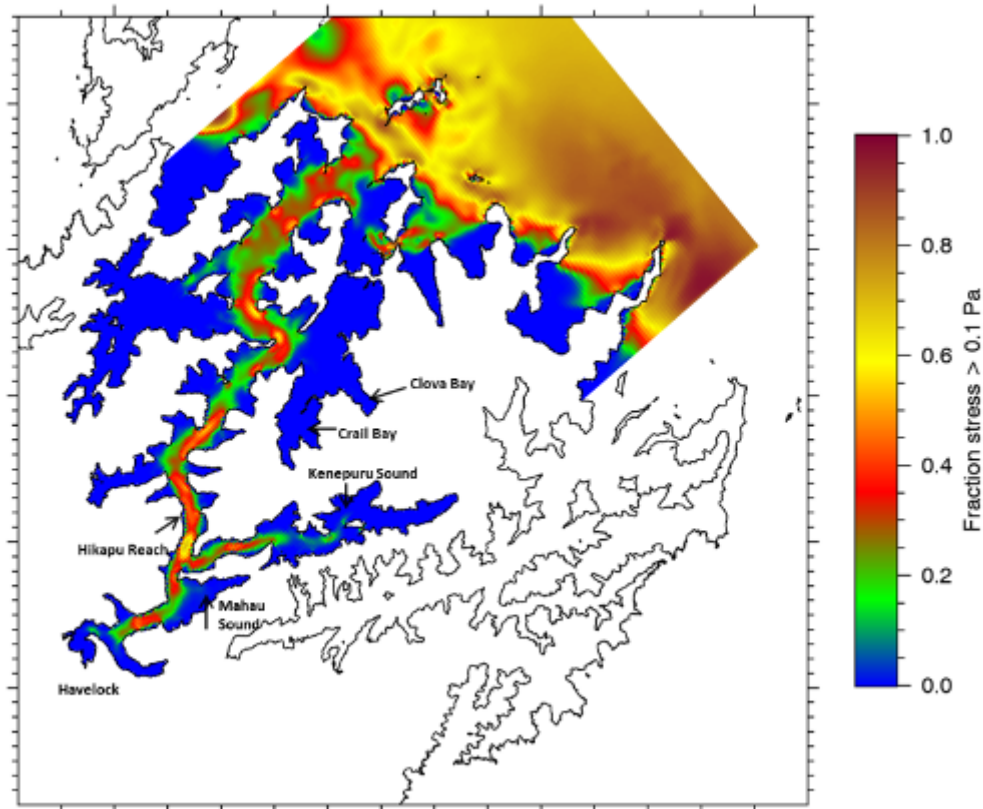 1.0
0.8
0.6
0.4
0.2
0.0
Fraction stress > 0.1 Pa
Clova Bay
Crail Bay
Kenepuru Sound
Hikapu Reach
Mahau
Sound
Havelock